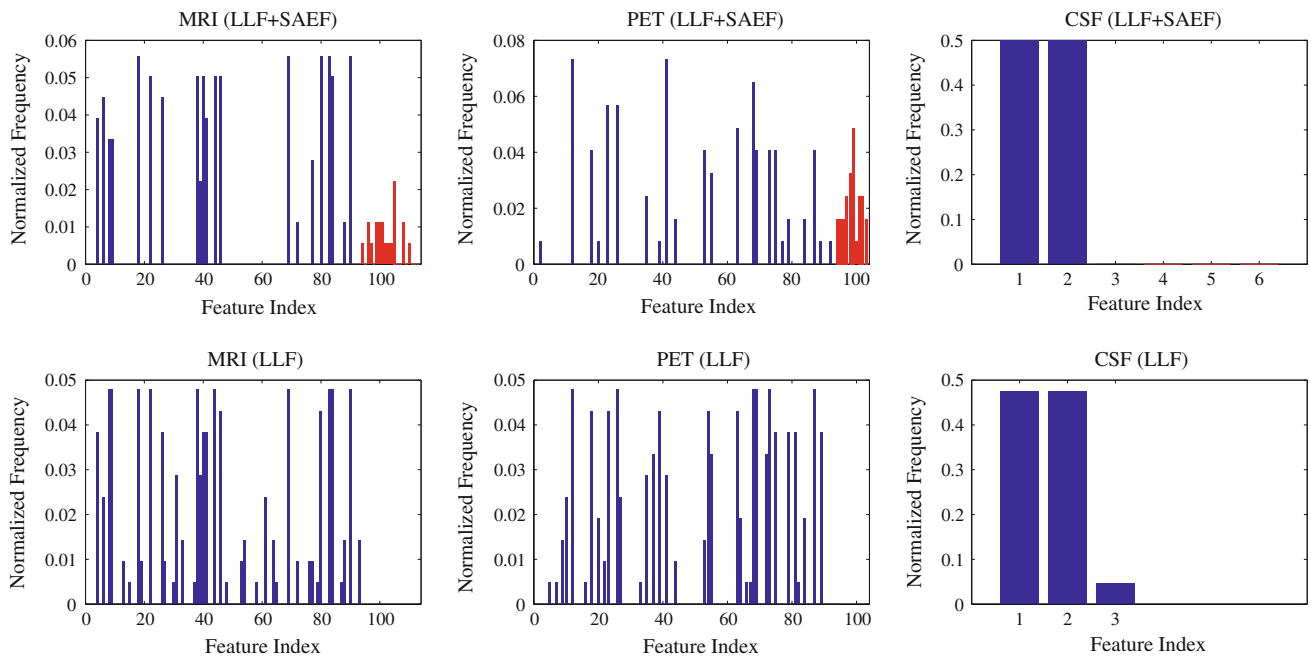 MRI (LLF+SAEF)
Normalized Frequency
0.06
0.05
0.04
0.03
0.02
0.01
0
0 20 40 60 80 100
Feature Index
PET (LLF+SAEF)
Normalized Frequency
0.08
0.06
0.04
0.02
0
0 20 40 60 80 100
Feature Index
CSF (LLF+SAEF)
Normalized Frequency
0.5
0.4
0.3
0.2
0.1
0
1 2 3 4 5 6
Feature Index
MRI (LLF)
Normalized Frequency
0.05
0.04
0.03
0.02
0.01
0
0 20 40 60 80 100
Feature Index
PET (LLF)
Normalized Frequency
0.05
0.04
0.03
0.02
0.01
0
0 20 40 60 80 100
Feature Index
CSF (LLF)
Normalized Frequency
0.5
0.4
0.3
0.2
0.1
0
1 2 3
Feature Index